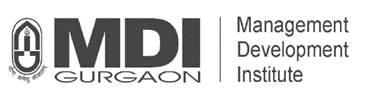 MDI
GURGAON
Management
Development
Institute